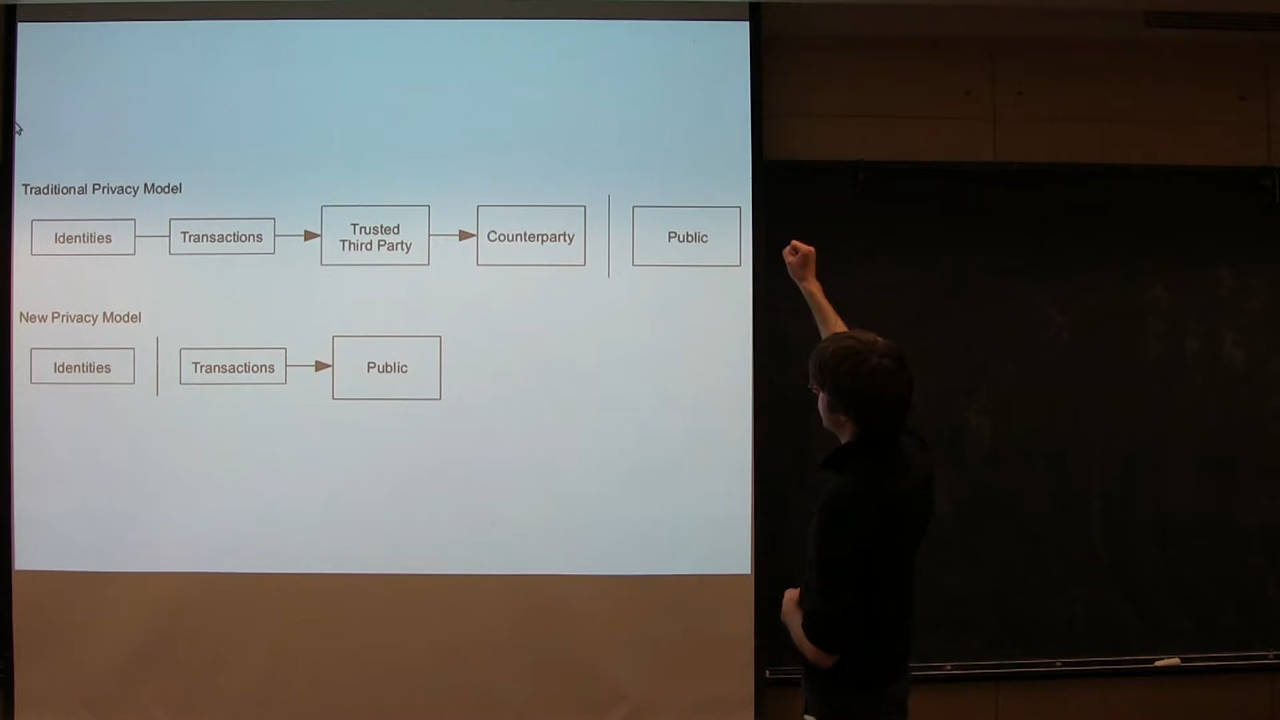 Traditional Privacy Model
Identities
Transactions
Trusted
Third Party
Counterparty
Public
New Privacy Model
Identities
Transactions
Public